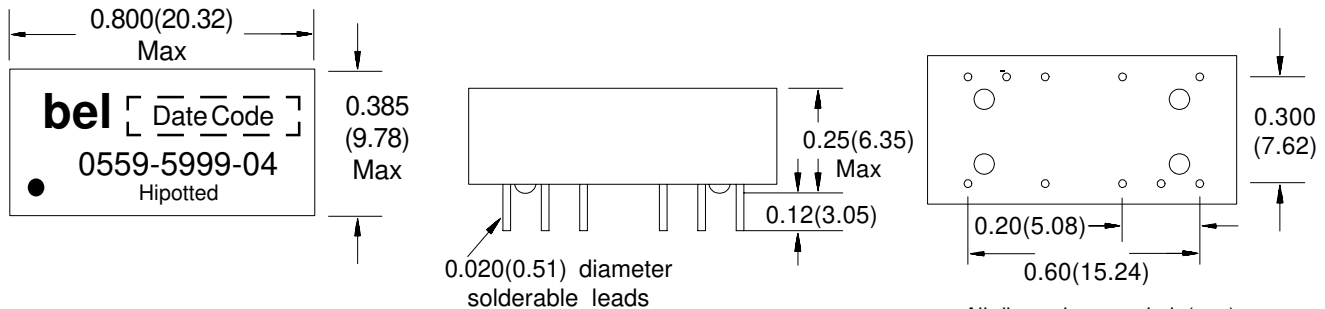 0.800(20.32)
Max
bel Date Code
0559-5999-04
Hipotted
0.385
(9.78)
Max
0.25(6.35)
Max
0.12(3.05)
0.020(0.51) diameter
solderable leads
0.300
(7.62)
0.20(5.08)
0.60(15.24)